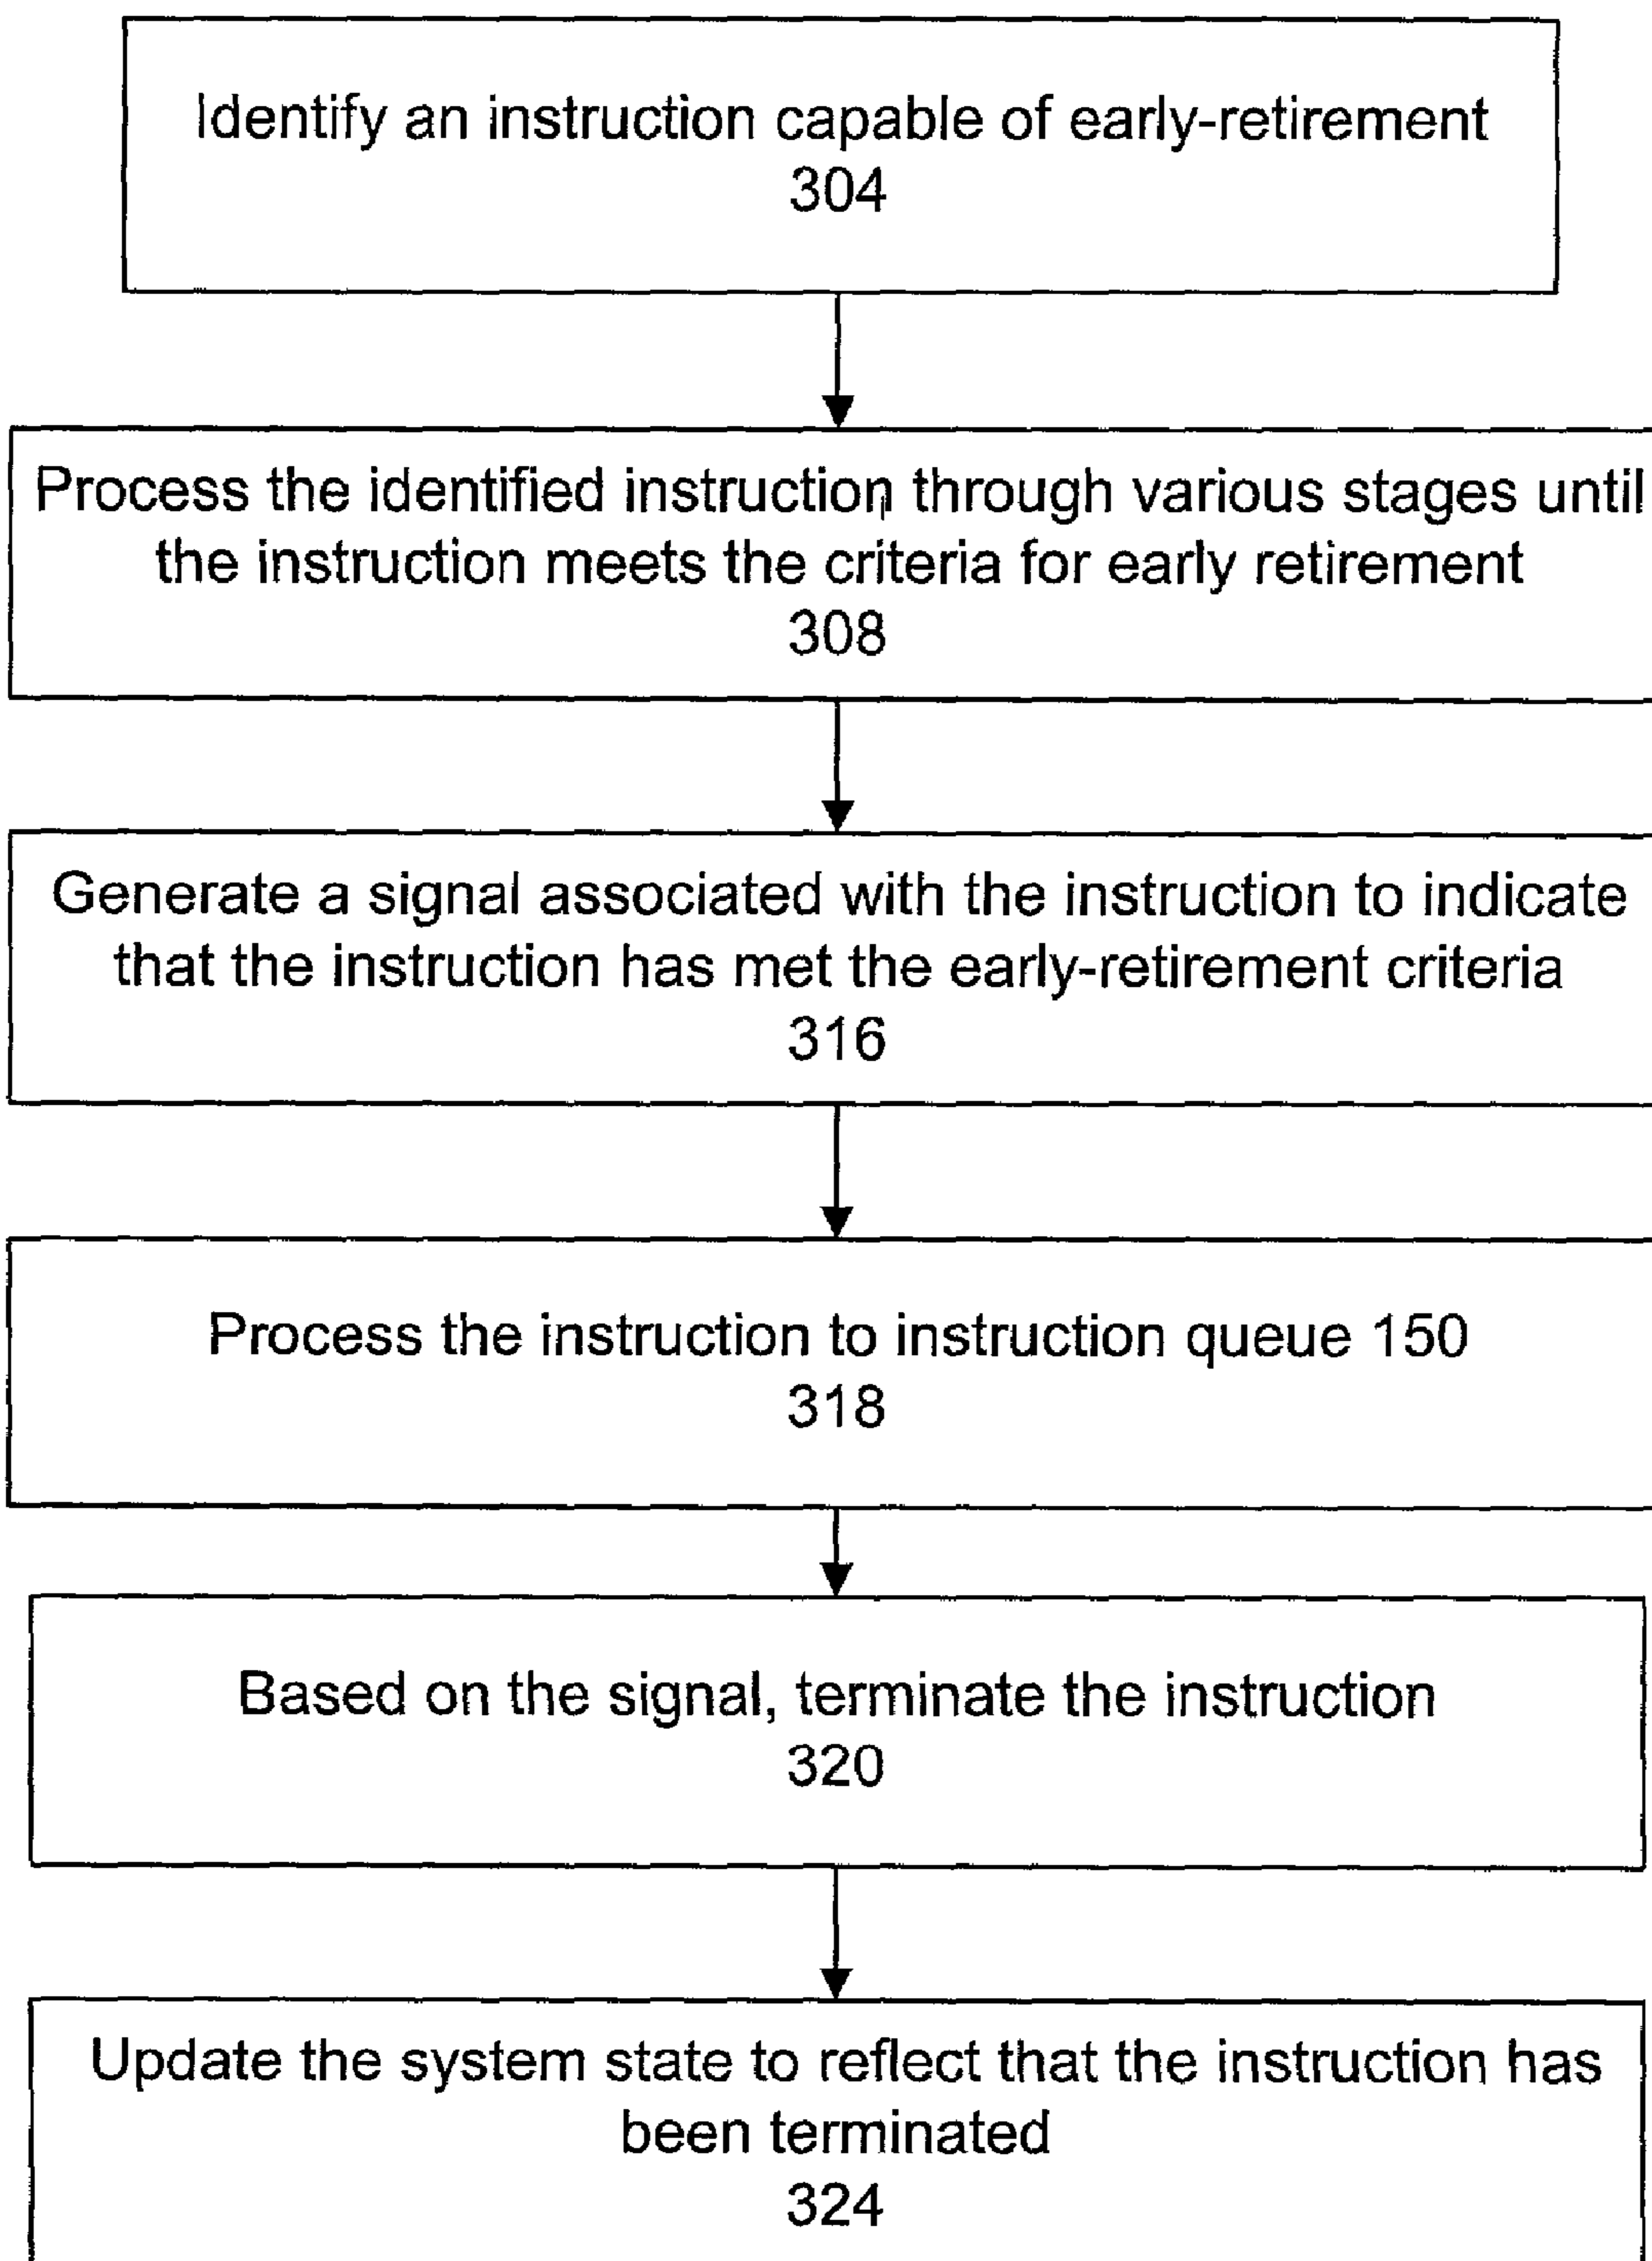 Identify an instruction capable of early-retirement
304
Process the identified instruction through various stages until
the instruction meets the criteria for early retirement
308
Generate a signal associated with the instruction to indicate
that the instruction has met the early-retirement criteria
316
Process the instruction to instruction queue 150
318
Based on the signal, terminate the instruction
320
Update the system state to reflect that the instruction has
been terminated
324